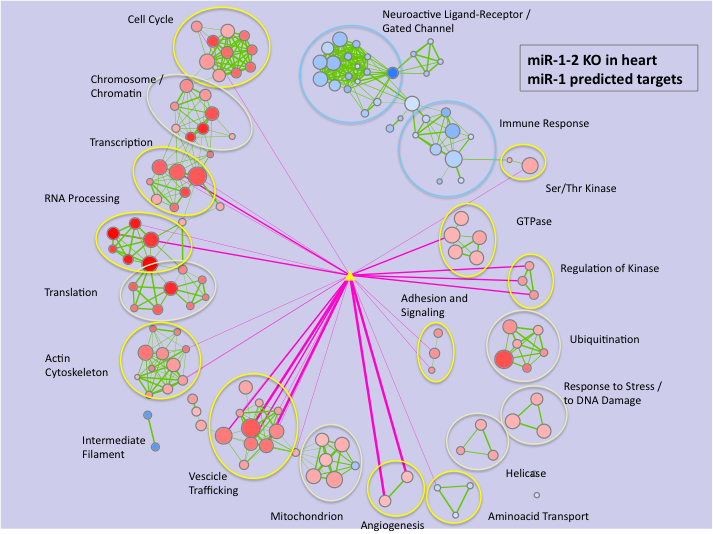 Cell Cycle
Neuroactive Ligand-Receptor /
Gated Channel
miR-1-2 KO in heart
miR-1 predicted targets
Chromosome /
Chromatin
Immune Response
Transcription
Ser/Thr Kinase
RNA Processing
GTPase
Regulation of Kinase
Translation
Adhesion and
Signaling
Ubiquitination
Actin
Cytoskeleton
Response to Stress /
to DNA Damage
Intermediate
Filament
Helicase
Vescicle
Trafficking
Mitochondrion
Aminoacid Transport
Angiogenesis